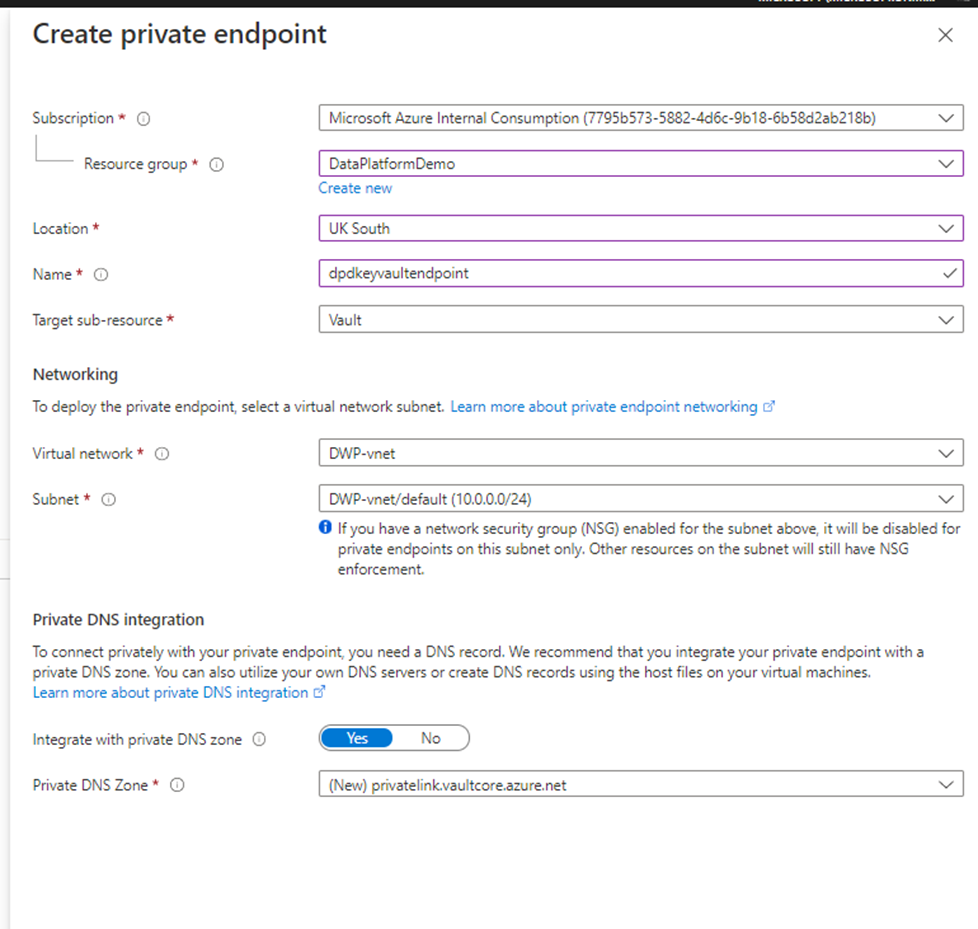 Create private endpoint
Subscription * Microsoft Azure Internal Consumption (7795b573-5882-4d6c-9b18-6b58d2ab218b)
Resource group * DataPlatformDemo
Create new
Location * UK South
Name * dpdkeyvaultendpoint
Target sub-resource * Vault
Networking
To deploy the private endpoint, select a virtual network subnet. Learn more about private endpoint networking
Virtual network * DWP-vnet
Subnet * DWP-vnet/default (10.0.0.0/24)
If you have a network security group (NSG) enabled for the subnet above, it will be disabled for
private endpoints on this subnet only. Other resources on the subnet will still have NSG
enforcement.
Private DNS integration
To connect privately with your private endpoint, you need a DNS record. We recommend that you integrate your private endpoint with a
private DNS zone. You can also utilize your own DNS servers or create DNS records using the host files on your virtual machines.
Learn more about private DNS integration
Integrate with private DNS zone Yes No
Private DNS Zone * (New) privatelink.vaultcore.azure.net